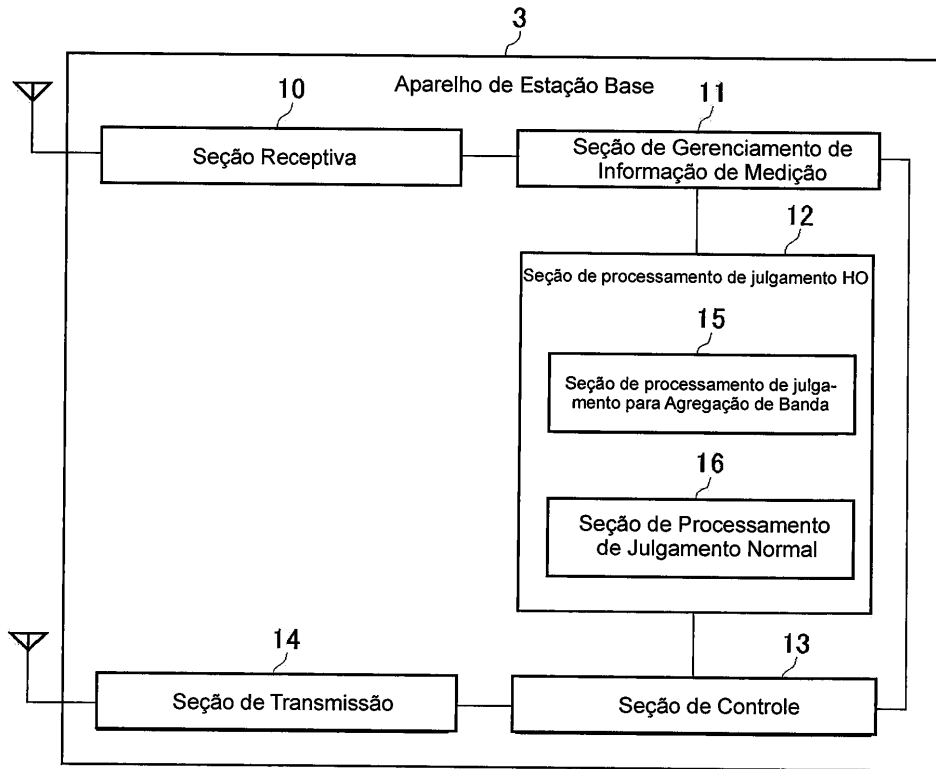 3
Aparelho de Estação Base
10
Seção Receptiva
11
Seção de Gerenciamento de
Informação de Medição
12
Seção de processamento de julgamento HO
15
Seção de processamento de julga-
mento para Agregação de Banda
16
Seção de Processamento
de Julgamento Normal
14
Seção de Transmissão
13
Seção de Controle